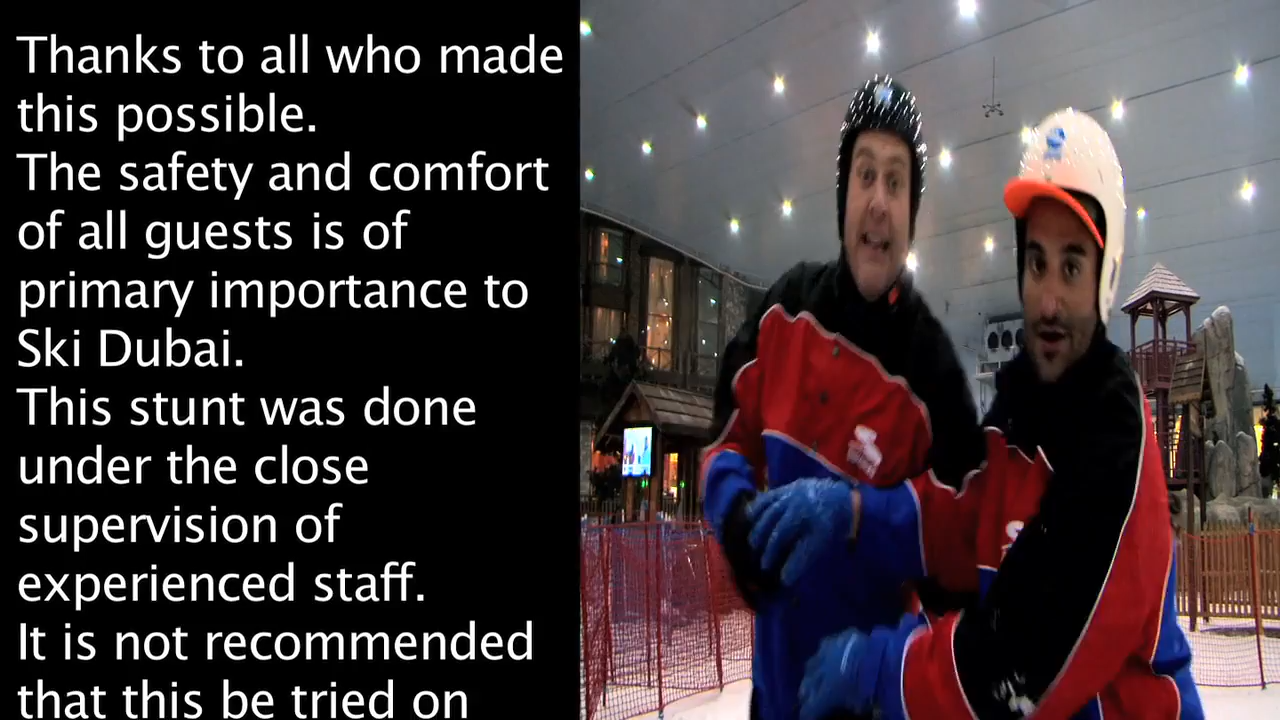 Thanks to all who made
this possible.
The safety and comfort
of all guests is of
primary importance to
Ski Dubai.
This stunt was done
under the close
supervision of
experienced staff.
It is not recommended
that this be tried on